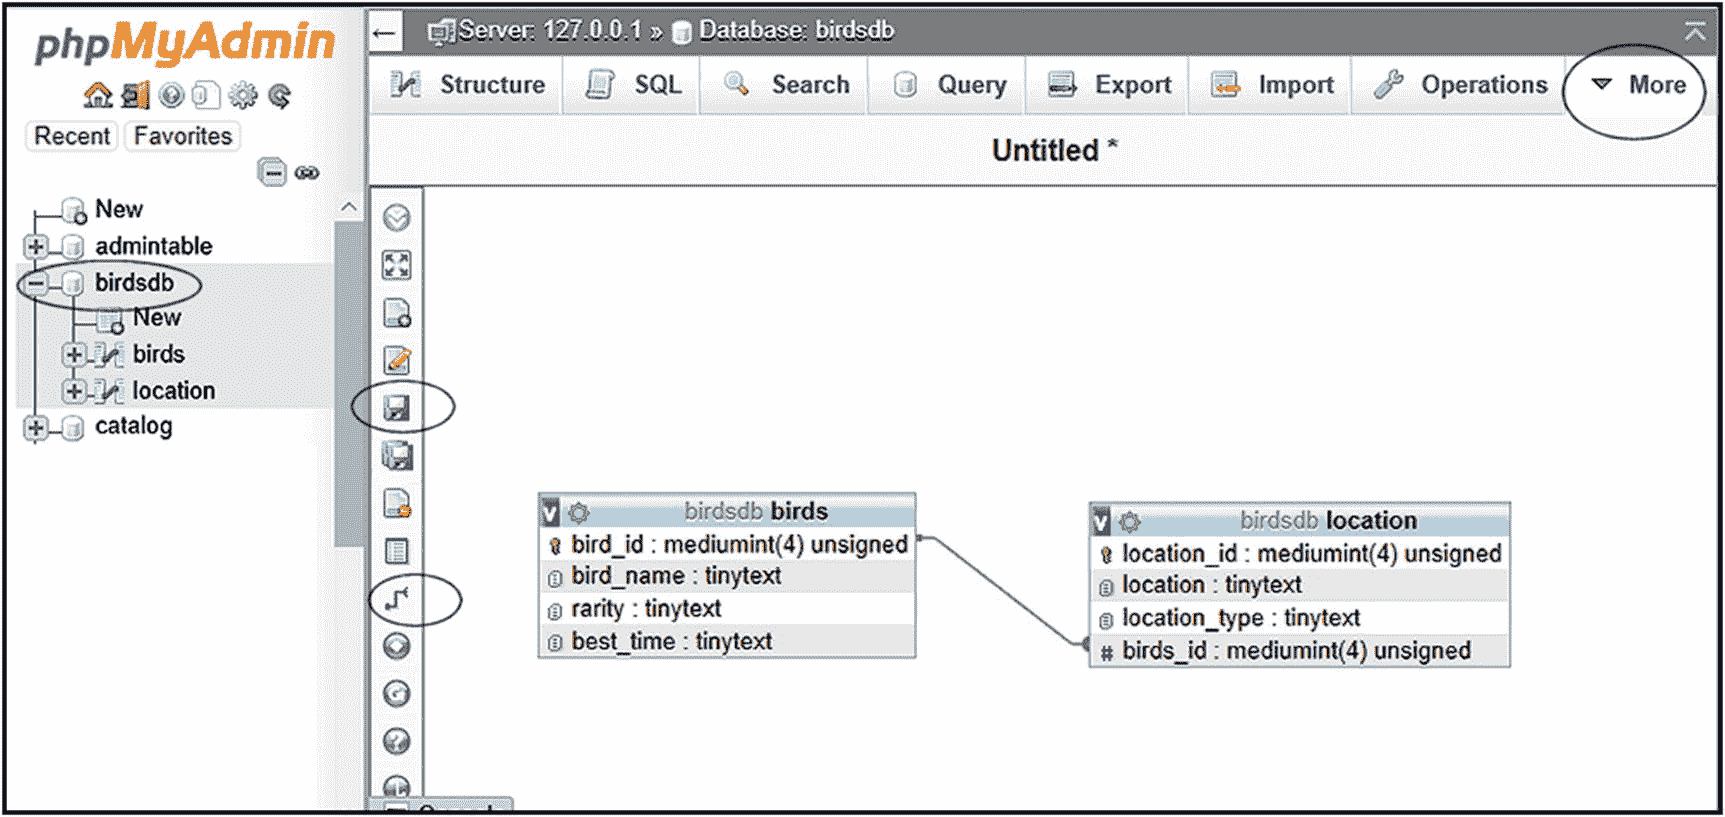 phpMyAdmin
Recent Favorites
New
admintable
birdsdb
New
birds
location
catalog
Server: 127.0.0.1 » Database: birdsdb
Structure SQL Search Query Export Import Operations More
Untitled *
birdsdb birds
bird_id : mediumint(4) unsigned
bird_name : tinytext
rarity : tinytext
best_time : tinytext
birdsdb location
location_id : mediumint(4) unsigned
location : tinytext
location_type : tinytext
# birds_id : mediumint(4) unsigned